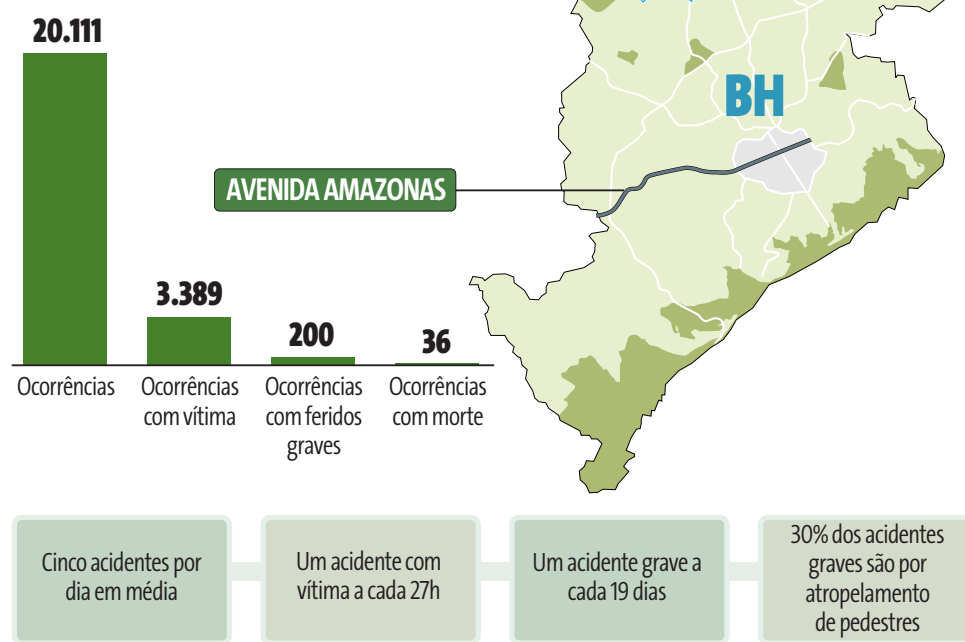 20.111
BH
AVENIDA AMAZONAS
3.389
200
36
Ocorrências
Ocorrências
com vítima
Ocorrências
com feridos
graves
Ocorrências
com morte
Cinco acidentes por
dia em média
Um acidente com
vítima a cada 27h
Um acidente grave a
cada 19 dias
30% dos acidentes
graves são por
atropelamento
de pedestres